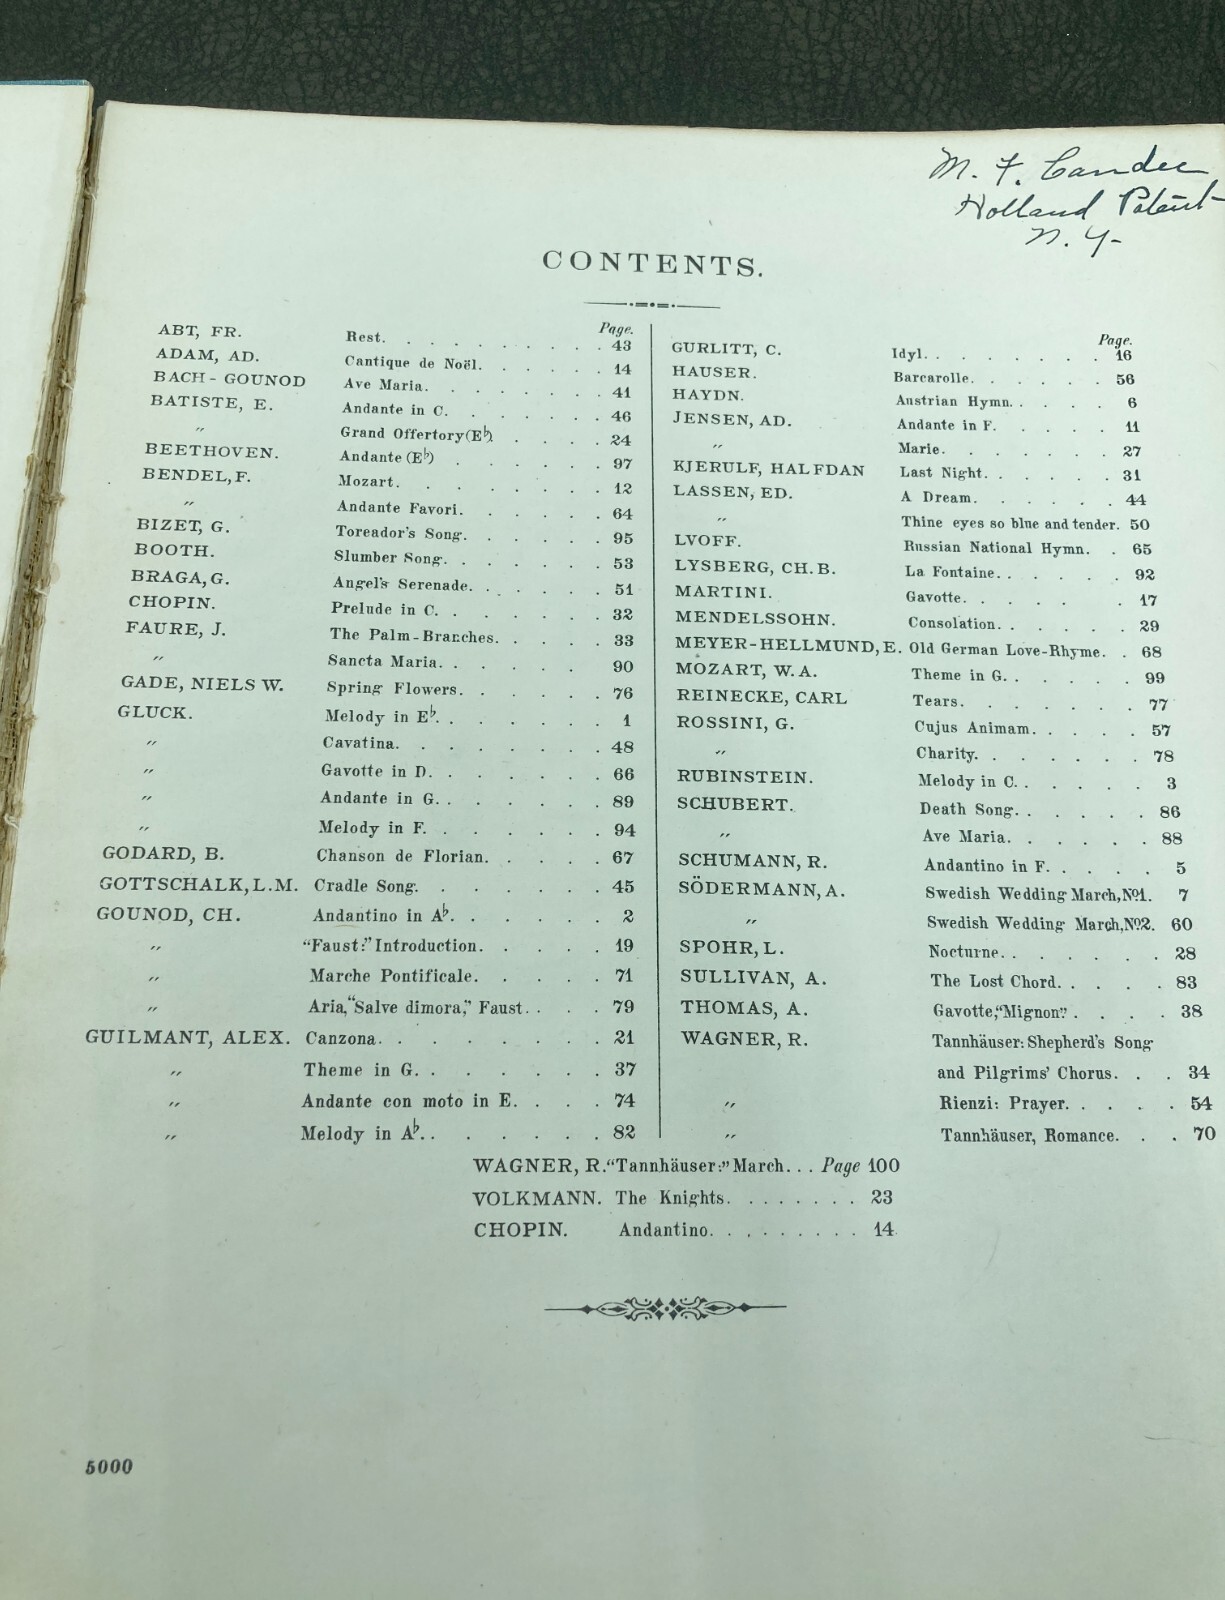 M. F. Candee
Holland Patent
N. Y.
CONTENTS.
Page.
ABT, FR. Rest. . . . . . . . . . 43
ADAM, AD. Cantique de Noël. . . . . . 14
BACH - GOUNOD Ave Maria. . . . . . . . 41
BATISTE, E. Andante in C. . . . . . . 46
" Grand Offertory (E♭) . . . . 24
BEETHOVEN. Andante (E♭) . . . . . . 97
BENDEL, F. Mozart. . . . . . . . 12
" Andante Favori. . . . . . 64
BIZET, G. Toreador's Song. . . . . . 95
BOOTH. Slumber Song. . . . . . . 53
BRAGA, G. Angel's Serenade. . . . . . 51
CHOPIN. Prelude in C. . . . . . . 32
FAURE, J. The Palm-Branches. . . . . 33
" Sancta Maria. . . . . . . 90
GADE, NIELS W. Spring Flowers. . . . . . 76
GLUCK. Melody in E♭. . . . . . . 1
" Cavatina. . . . . . . . 48
" Gavotte in D. . . . . . . 66
" Andante in G. . . . . . . 89
" Melody in F. . . . . . . 94
GODARD, B. Chanson de Florian. . . . . 67
GOTTSCHALK, L.M. Cradle Song. . . . . . . 45
GOUNOD, CH. Andantino in A♭. . . . . . 2
" "Faust:" Introduction. . . . . 19
" Marche Pontificale. . . . . 71
" Aria, "Salve dimora," Faust. . . . 79
GUILMANT, ALEX. Canzona. . . . . . . . 21
" Theme in G. . . . . . . 37
" Andante con moto in E. . . . 74
" Melody in A♭. . . . . . . 82
Page.
GURLITT, C. Idyl. . . . . . . . 16
HAUSER. Barcarolle. . . . . . 56
HAYDN. Austrian Hymn. . . . . 6
JENSEN, AD. Andante in F. . . . . 11
" Marie. . . . . . . 27
KJERULF, HALFDAN Last Night. . . . . . 31
LASSEN, ED. A Dream. . . . . . 44
" Thine eyes so blue and tender. 50
LVOFF. Russian National Hymn. . 65
LYSBERG, CH. B. La Fontaine. . . . . . 92
MARTINI. Gavotte. . . . . . 17
MENDELSSOHN. Consolation. . . . . . 29
MEYER-HELLMUND, E. Old German Love-Rhyme. . 68
MOZART, W. A. Theme in G. . . . . . 99
REINECKE, CARL Tears. . . . . . . . 77
ROSSINI, G. Cujus Animam. . . . . 57
" Charity. . . . . . . 78
RUBINSTEIN. Melody in C. . . . . . 3
SCHUBERT. Death Song. . . . . . 86
" Ave Maria. . . . . . 88
SCHUMANN, R. Andantino in F. . . . . 5
SÖDERMANN, A. Swedish Wedding March, No1. 7
" Swedish Wedding March, No2. 60
SPOHR, L. Nocturne. . . . . . . 28
SULLIVAN, A. The Lost Chord. . . . . 83
THOMAS, A. Gavotte, "Mignon". . . . . 38
WAGNER, R. Tannhäuser: Shepherd's Song
and Pilgrims' Chorus. . . 34
" Rienzi: Prayer. . . . . 54
" Tannhäuser, Romance. . . 70
WAGNER, R. "Tannhäuser:" March. . . Page 100
VOLKMANN. The Knights. . . . . . . . 23
CHOPIN. Andantino. . . . . . . . . 14
5000